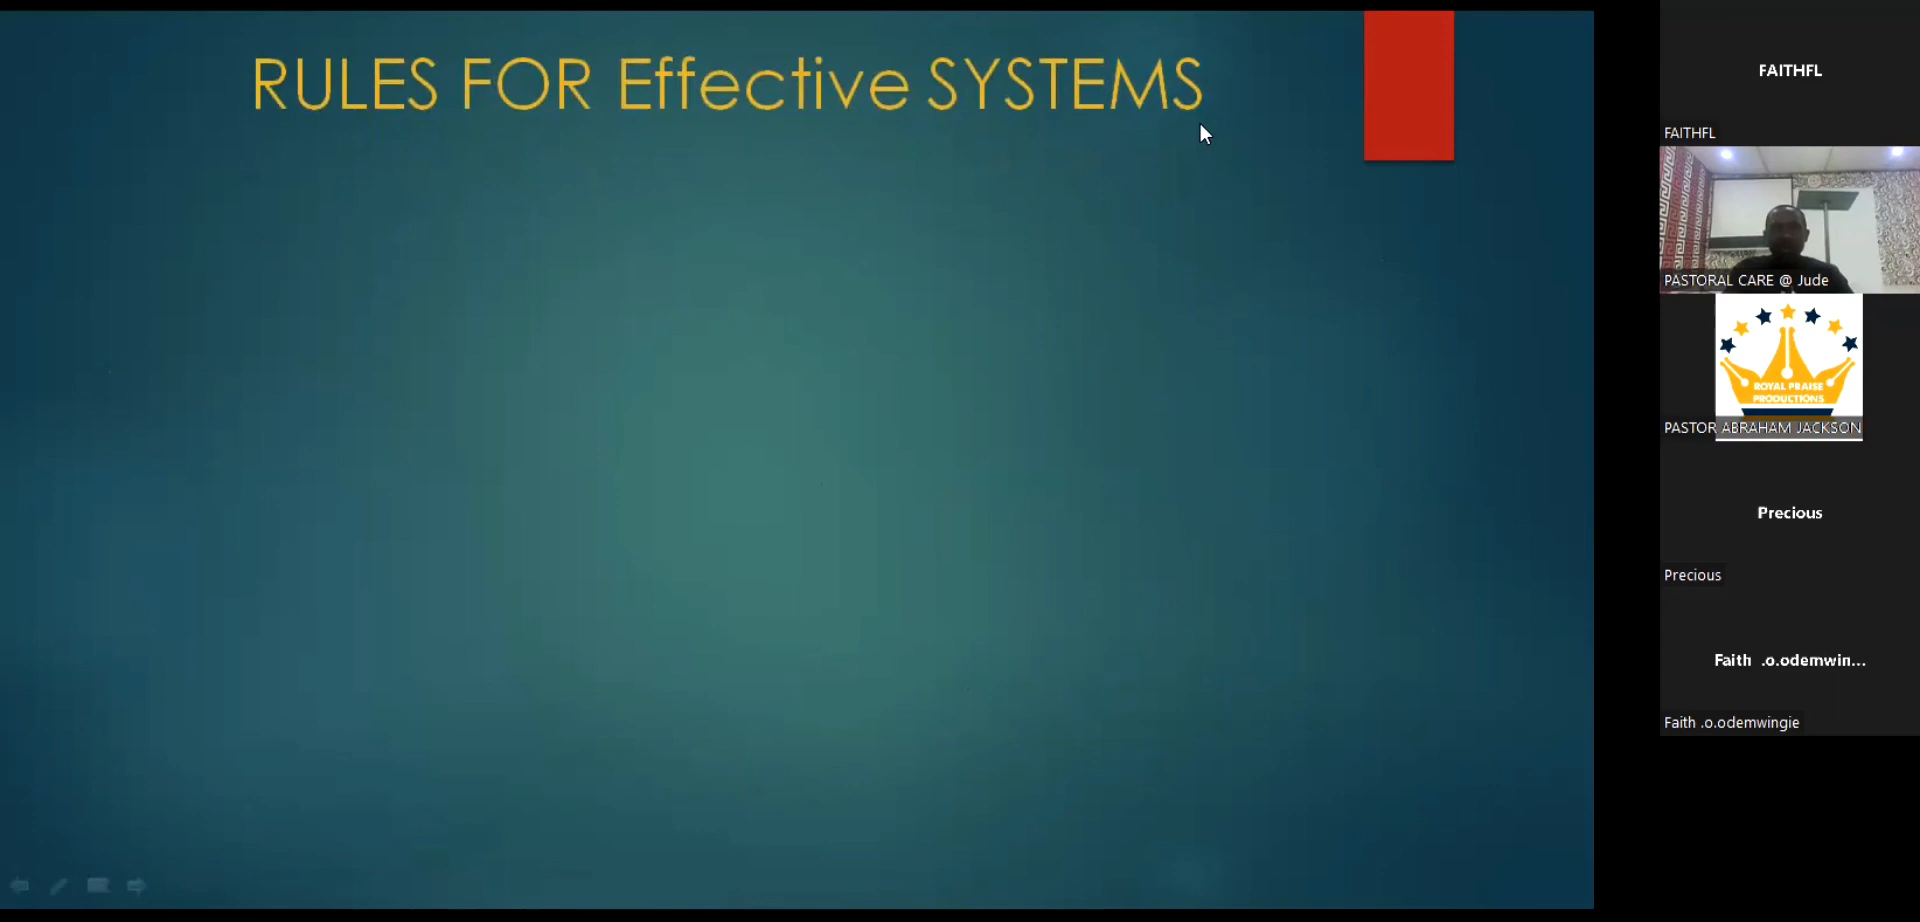 RULES FOR Effective SYSTEMS
FAITHFL
FAITHFL
PASTORAL CARE @ Jude
ROYAL PRAISE
PRODUCTIONS
PASTOR ABRAHAM JACKSON
Precious
Precious
Faith .o.odemwin...
Faith .o.odemwingie